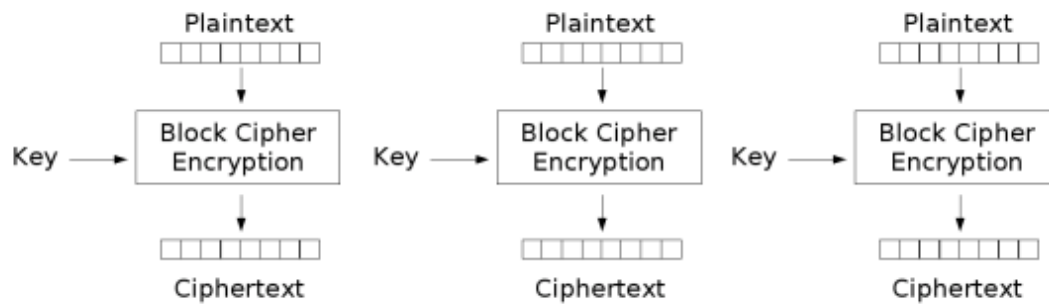 Plaintext Plaintext Plaintext
Key Block Cipher Encryption Key Block Cipher Encryption Key Block Cipher Encryption
Ciphertext Ciphertext Ciphertext